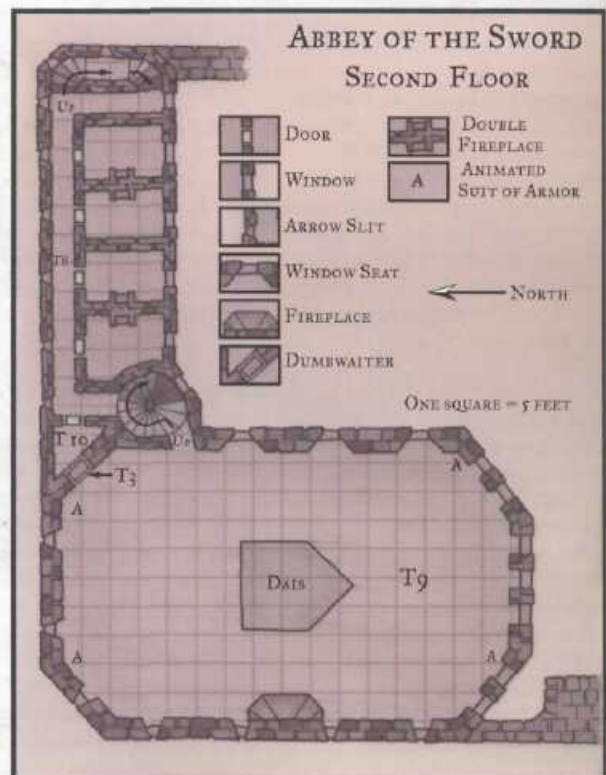 ABBEY OF THE SWORD
SECOND FLOOR
UP
DOOR
DOUBLE
FIREPLACE
WINDOW
A
ANIMATED
SUIT OF ARMOR
ARROW SLIT
T8
WINDOW SEAT
NORTH
FIREPLACE
DUMBWAITER
ONE SQUARE = 5 FEET
T10
UP
T3
A
A
DAIS
T9
A
A